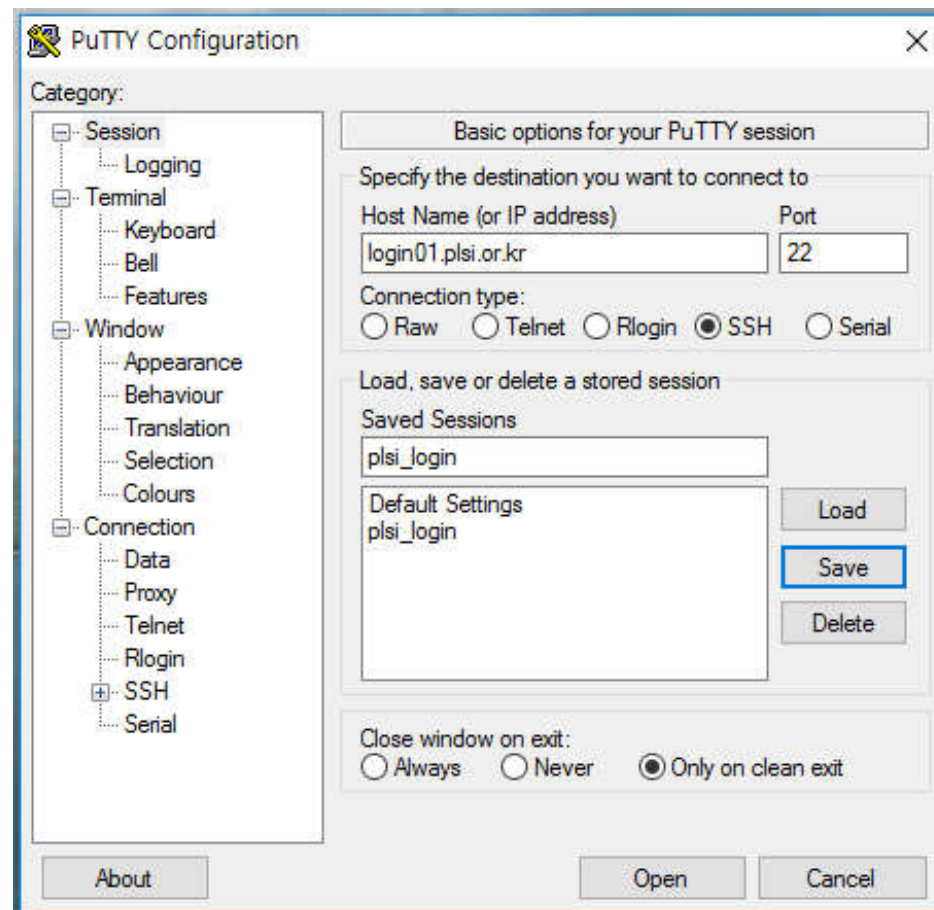 PuTTY Configuration
Category:
Session
Logging
Terminal
Keyboard
Bell
Features
Window
Appearance
Behaviour
Translation
Selection
Colours
Connection
Data
Proxy
Telnet
Rlogin
SSH
Serial
Basic options for your PuTTY session
Specify the destination you want to connect to
Host Name (or IP address) Port
login01.plsi.or.kr 22
Connection type:
Raw Telnet Rlogin SSH Serial
Load, save or delete a stored session
Saved Sessions
plsi_login
Default Settings
plsi_login
Load
Save
Delete
Close window on exit:
Always Never Only on clean exit
About Open Cancel